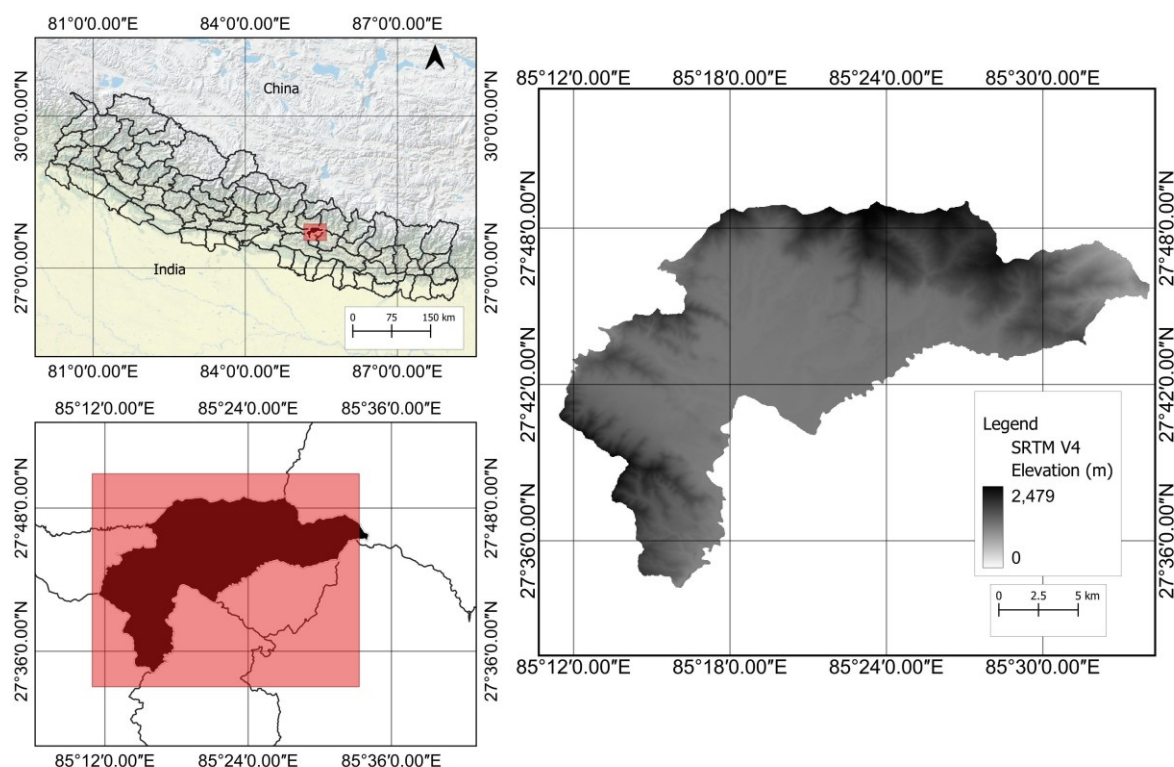 81°0′0.00″E 84°0′0.00″E 87°0′0.00″E
30°0′0.00″N
27°0′0.00″N
China
India
0 75 150 km
30°0′0.00″N
27°0′0.00″N
81°0′0.00″E 84°0′0.00″E 87°0′0.00″E
85°12′0.00″E 85°24′0.00″E 85°36′0.00″E
27°48′0.00″N
27°36′0.00″N
27°48′0.00″N
27°36′0.00″N
85°12′0.00″E 85°24′0.00″E 85°36′0.00″E
85°12′0.00″E 85°18′0.00″E 85°24′0.00″E 85°30′0.00″E
27°48′0.00″N
27°42′0.00″N
27°36′0.00″N
Legend
SRTM V4
Elevation (m)
2,479
0
0 2.5 5 km
27°48′0.00″N
27°42′0.00″N
27°36′0.00″N
85°12′0.00″E 85°18′0.00″E 85°24′0.00″E 85°30′0.00″E